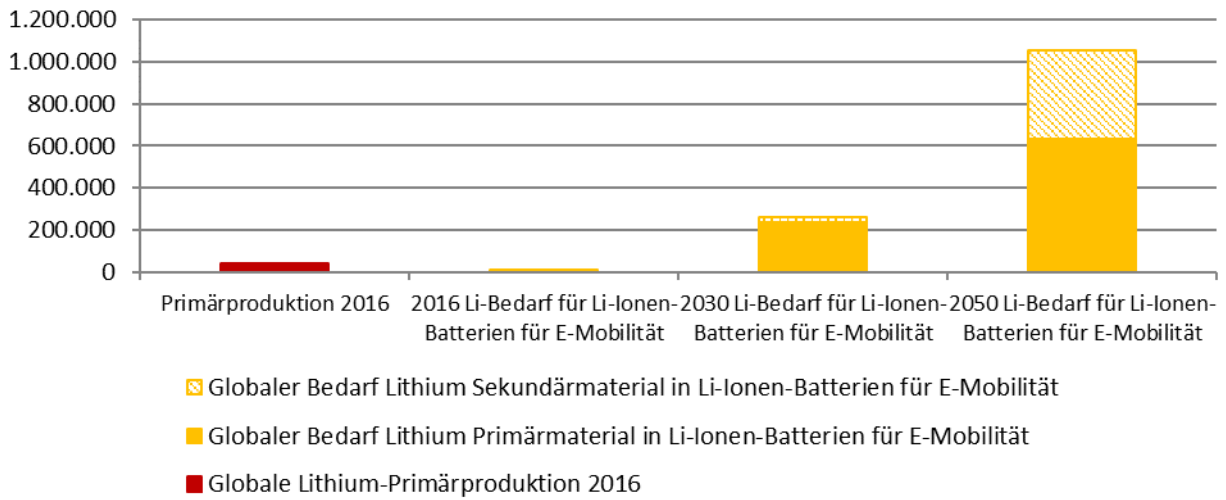 1.200.000
1.000.000
800.000
600.000
400.000
200.000
0
Primärproduktion 2016
2016 Li-Bedarf für Li-Ionen-
Batterien für E-Mobilität
2030 Li-Bedarf für Li-Ionen-
Batterien für E-Mobilität
2050 Li-Bedarf für Li-Ionen-
Batterien für E-Mobilität
Globaler Bedarf Lithium Sekundärmaterial in Li-Ionen-Batterien für E-Mobilität
Globaler Bedarf Lithium Primärmaterial in Li-Ionen-Batterien für E-Mobilität
Globale Lithium-Primärproduktion 2016